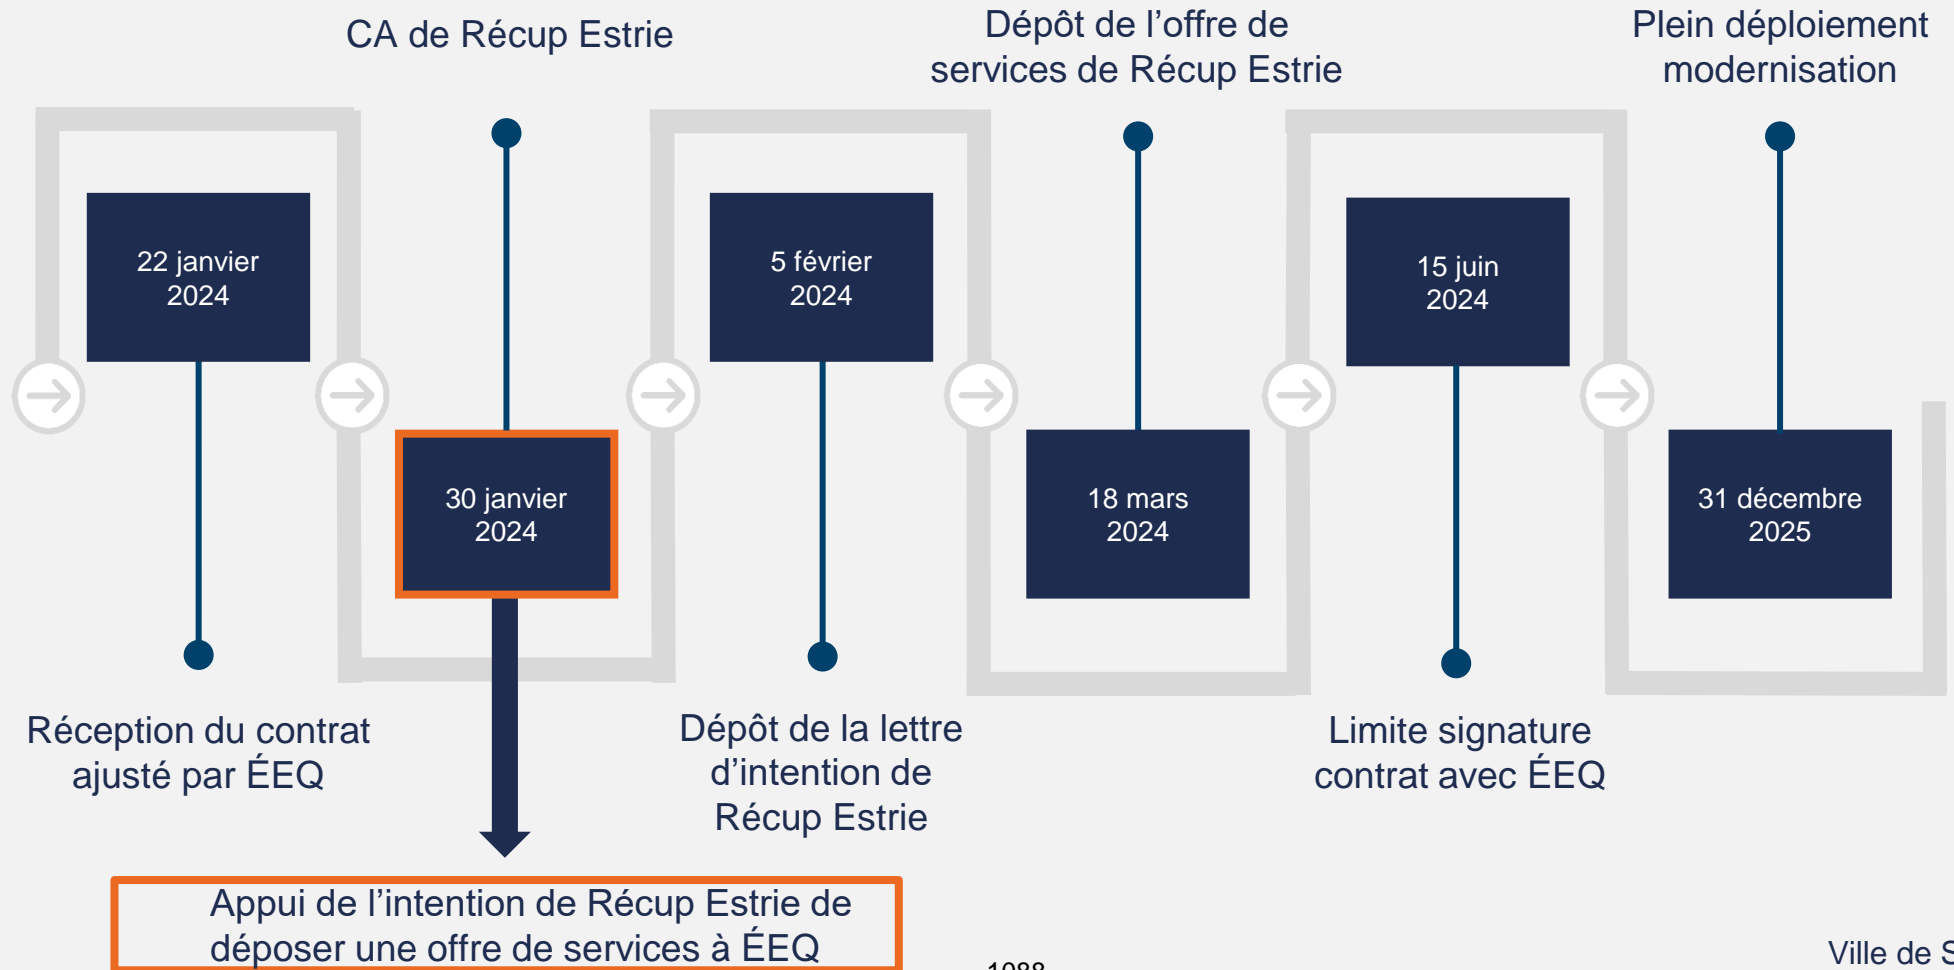 CA de Récup Estrie
Dépôt de l’offre de
services de Récup Estrie
Plein déploiement
modernisation
22 janvier
2024
5 février
2024
15 juin
2024
30 janvier
2024
18 mars
2024
31 décembre
2025
Réception du contrat
ajusté par ÉEQ
Dépôt de la lettre
d’intention de
Récup Estrie
Limite signature
contrat avec ÉEQ
Appui de l’intention de Récup Estrie de
déposer une offre de services à ÉEQ
1088
Ville de S